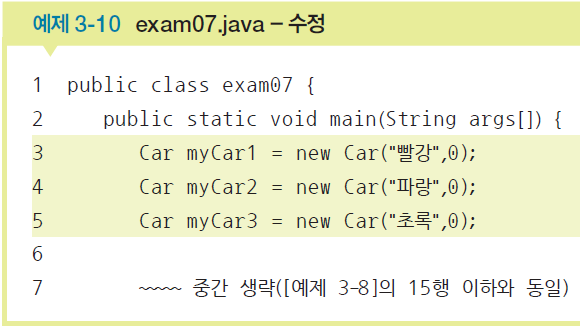 예제 3-10 exam07.java – 수정
1 public class exam07 {
2 public static void main(String args[]) {
3 Car myCar1 = new Car("빨강",0);
4 Car myCar2 = new Car("파랑",0);
5 Car myCar3 = new Car("초록",0);
6
7 ~~~~~ 중간 생략([예제 3-8]의 15행 이하와 동일)